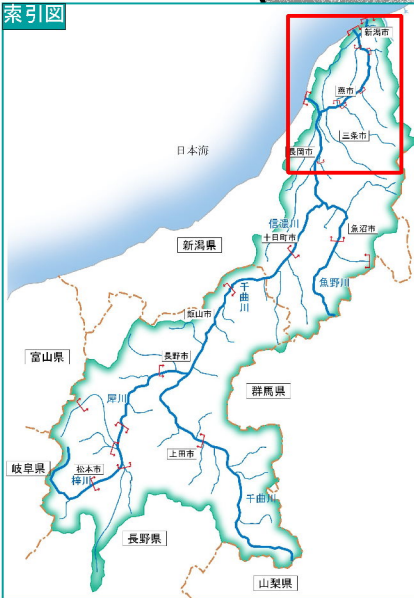 索引図
新潟市
燕市
三条市
日本海
長岡市
信濃川
魚沼市
十日町市
新潟県
魚野川
千曲川
飯山市
富山県
長野市
群馬県
犀川
上田市
岐阜県
松本市
梓川
千曲川
長野県
山梨県